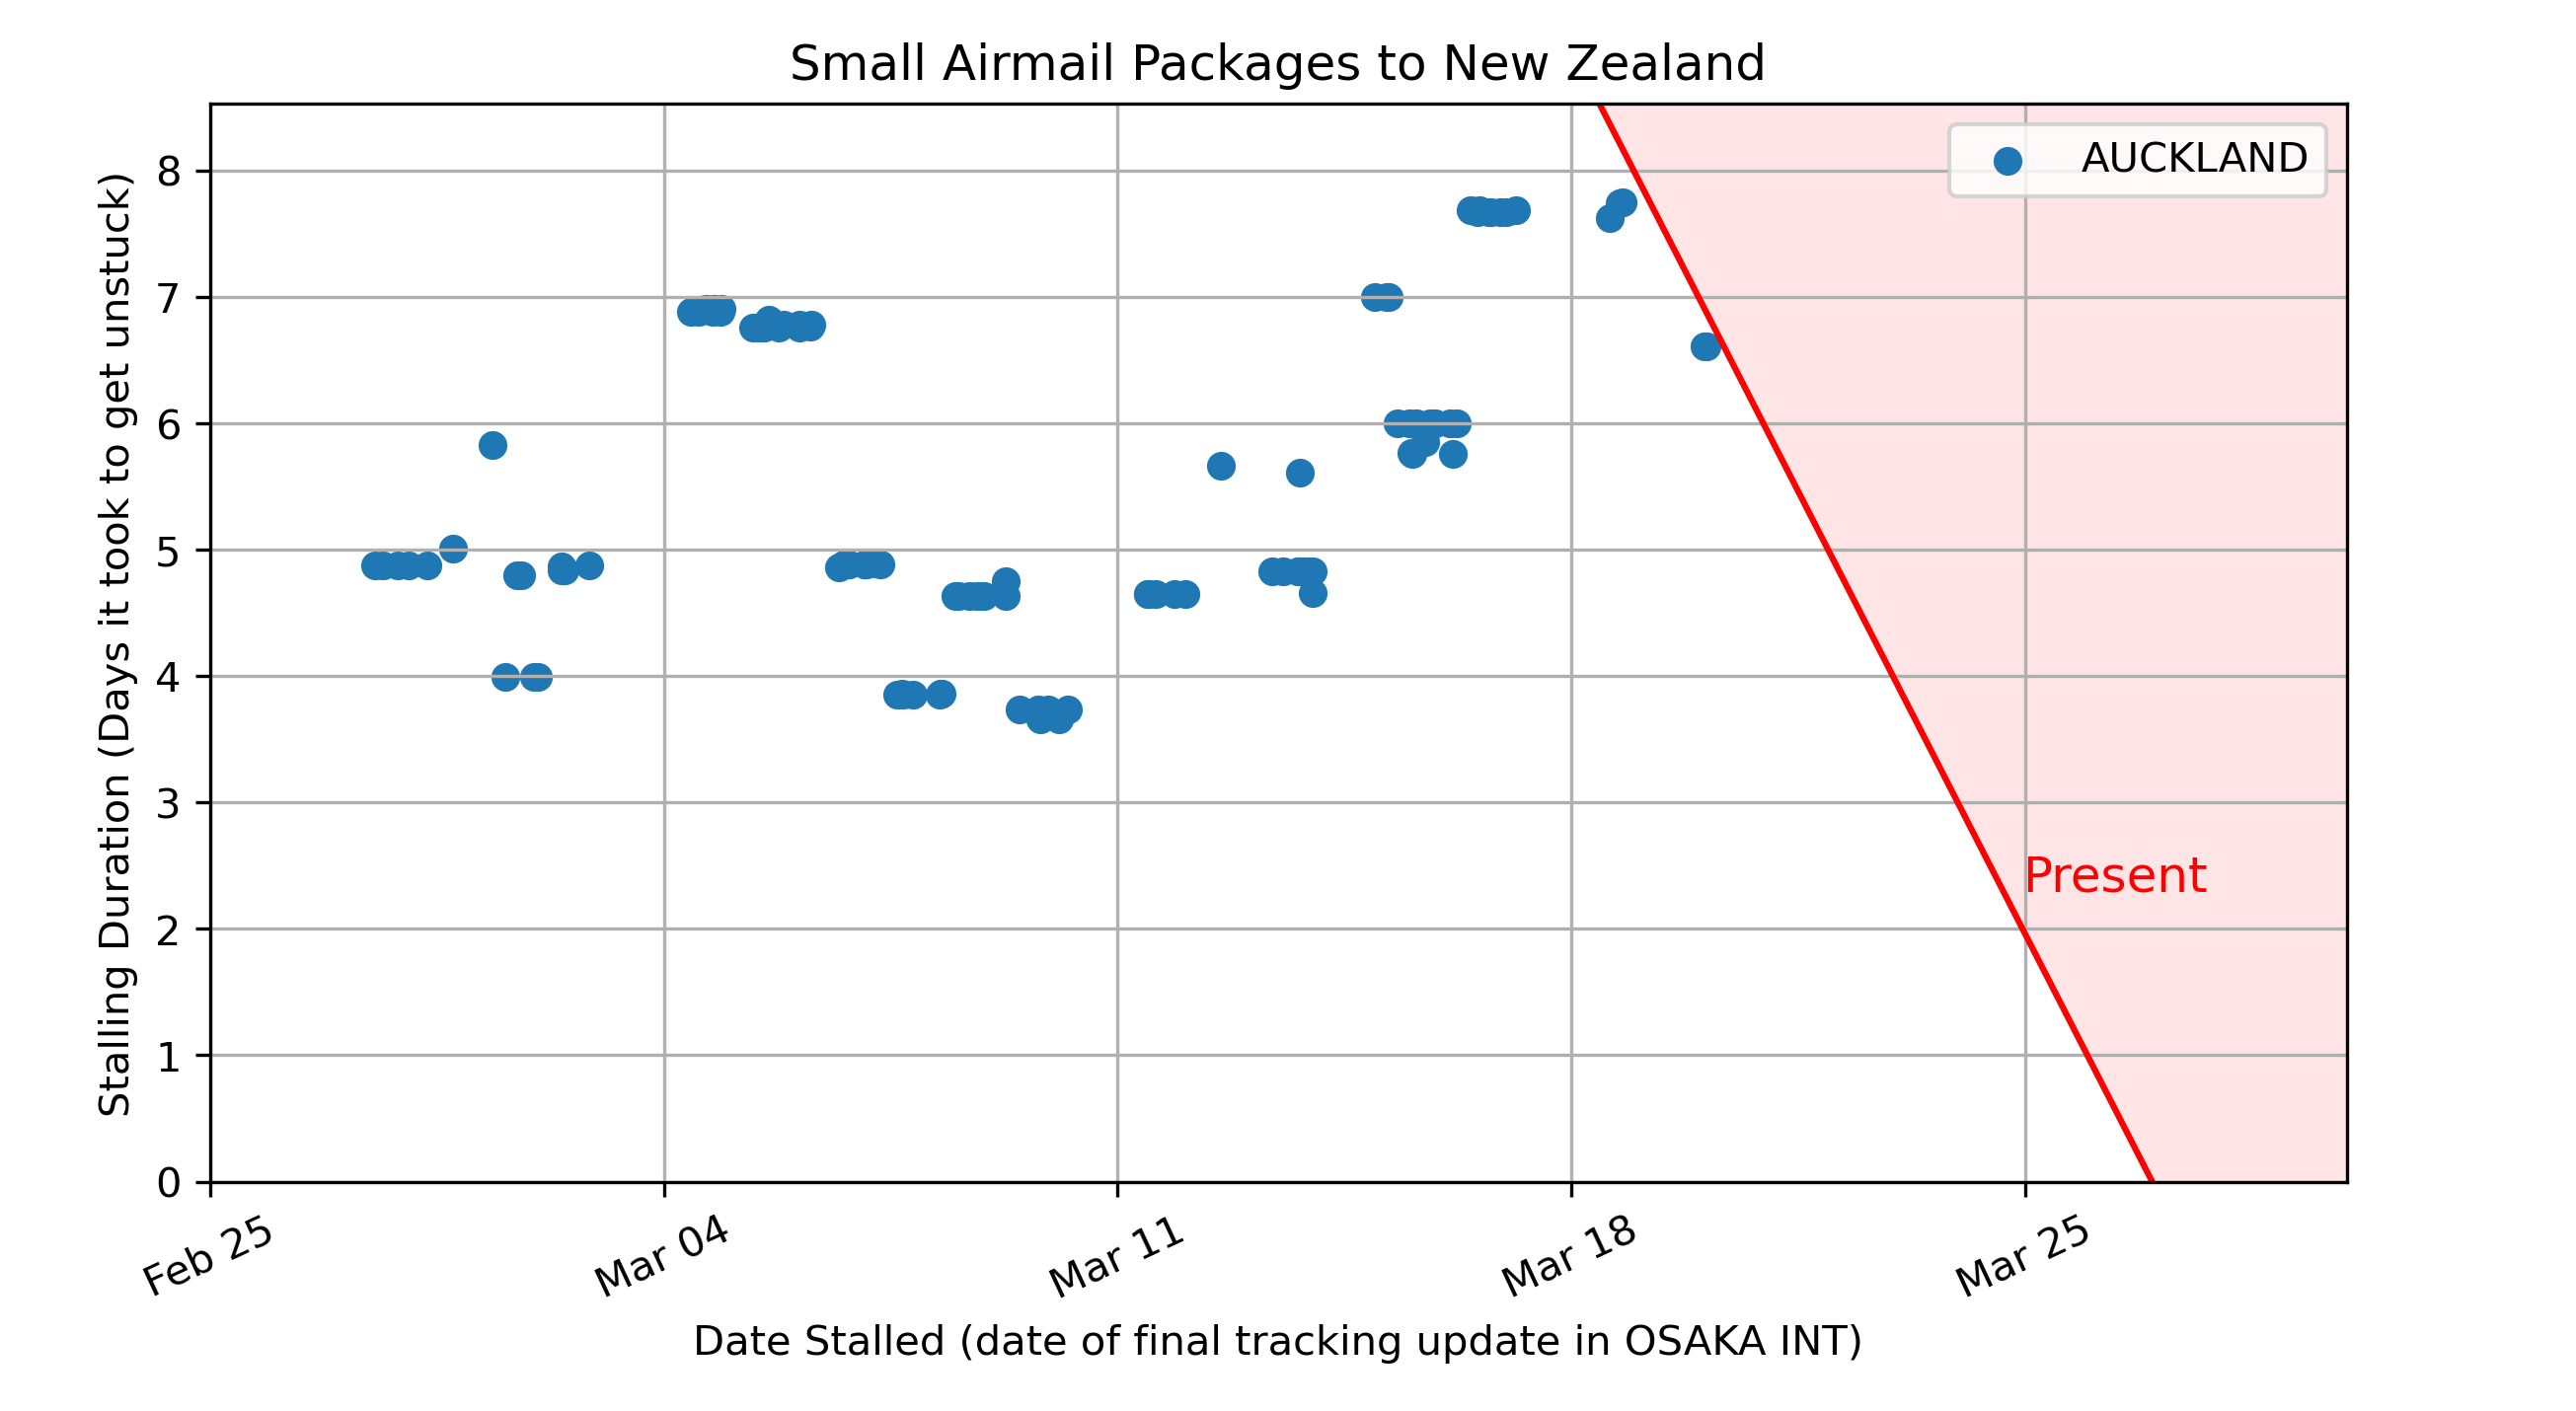 Small Airmail Packages to New Zealand
AUCKLAND
Stalling Duration (Days it took to get unstuck)
8
7
6
5
4
3
2
1
0
Present
Feb 25
Mar 04
Mar 11
Mar 18
Mar 25
Date Stalled (date of final tracking update in OSAKA INT)